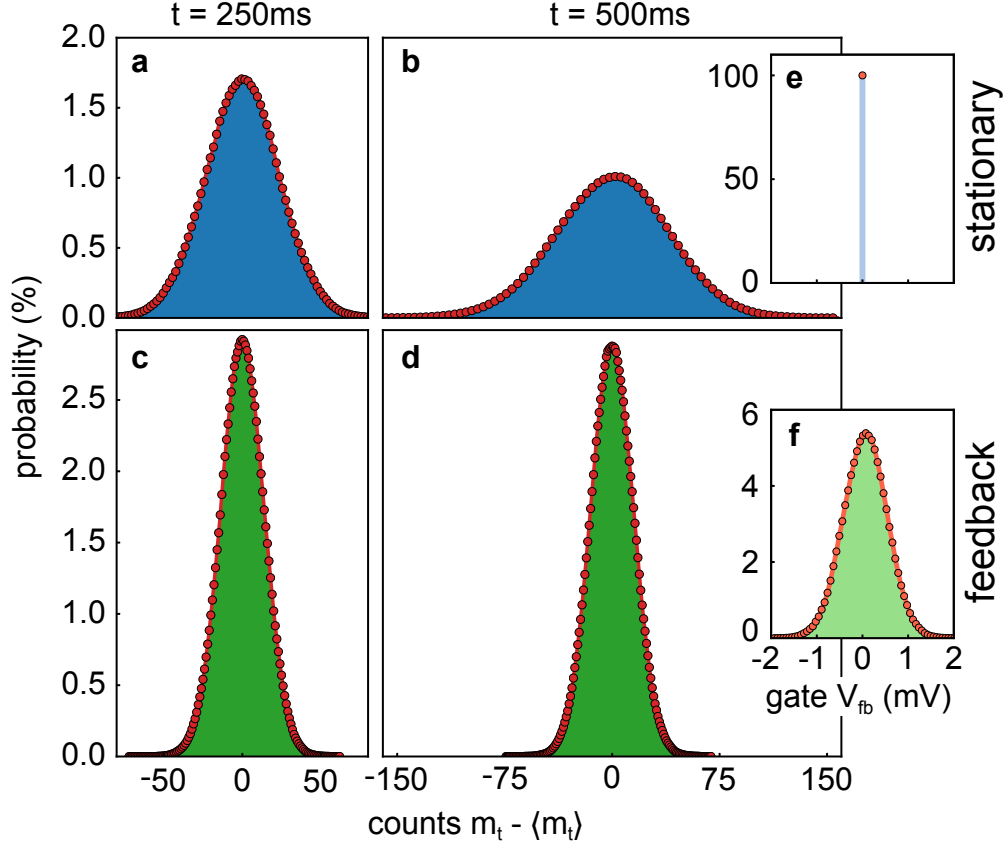 t = 250ms
t = 500ms
a
b
e
c
d
f
2.0
1.5
1.0
0.5
0.0
2.5
2.0
1.5
1.0
0.5
0.0
probability (%)
100
50
0
stationary
6
4
2
0
feedback
-2 -1 0 1 2
gate V_fb (mV)
-50 0 50
-150 -75 0 75 150
counts m_t - ⟨m_t⟩